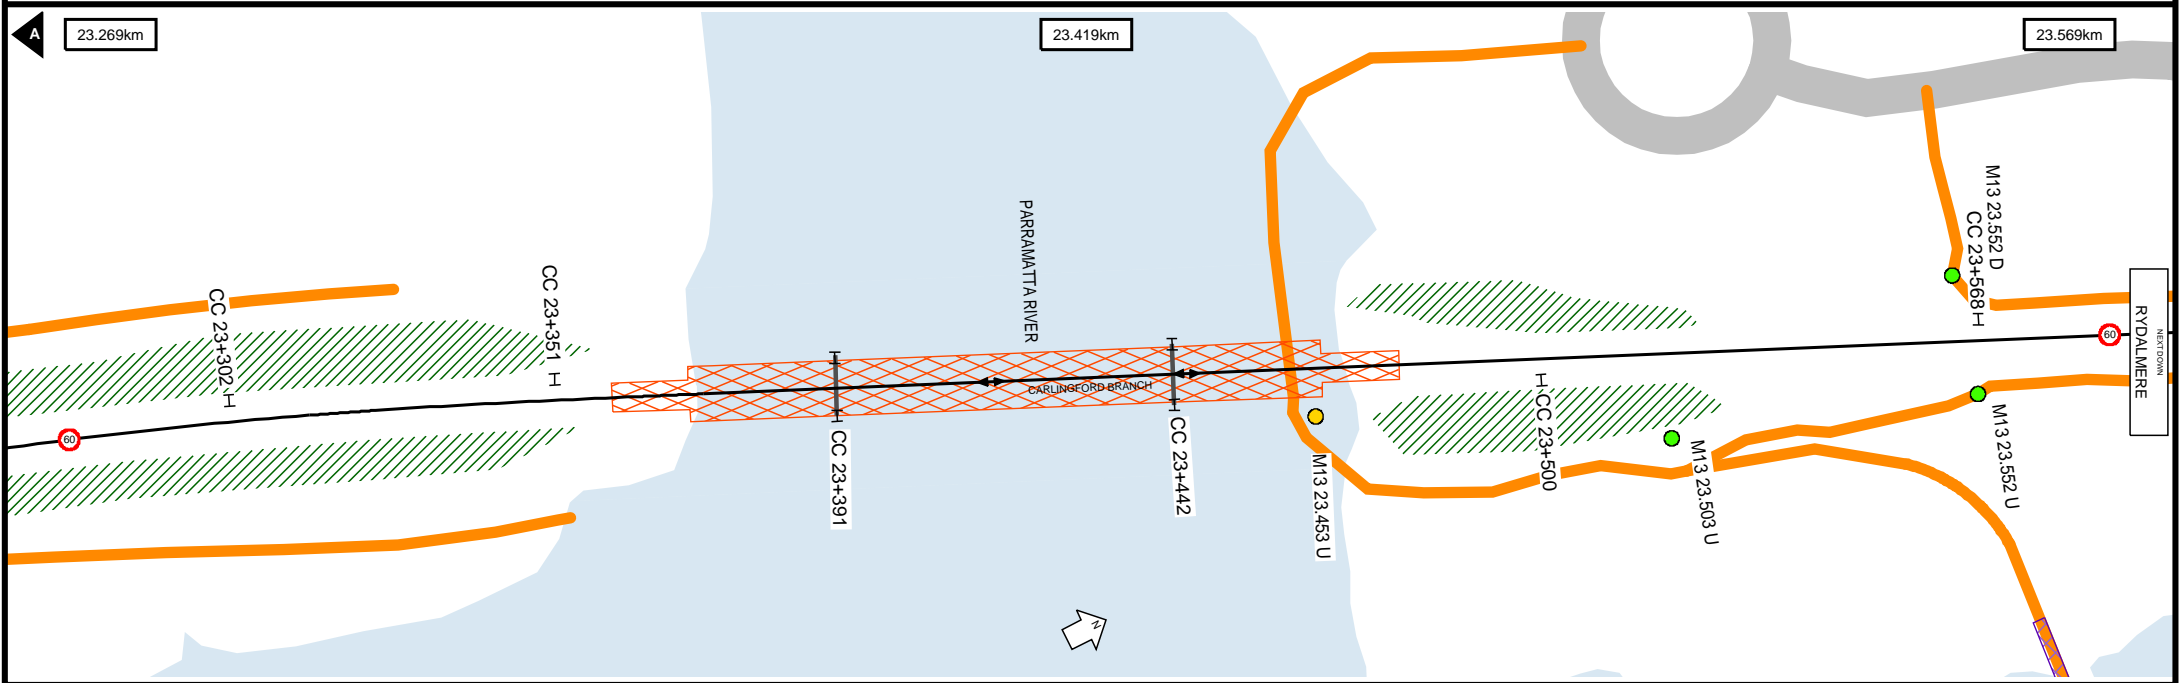 A
23.269km
23.419km
23.569km
M13 23.552 D
CC 23+568
PARRAMATTA RIVER
CC 23+302
CC 23+351
60
60
NEXT DOWN
RYDALMERE
CARLINGFORD BRANCH
CC 23+391
CC 23+442
M13 23.453 U
CC 23+500
M13 23.503 U
M13 23.552 U
N